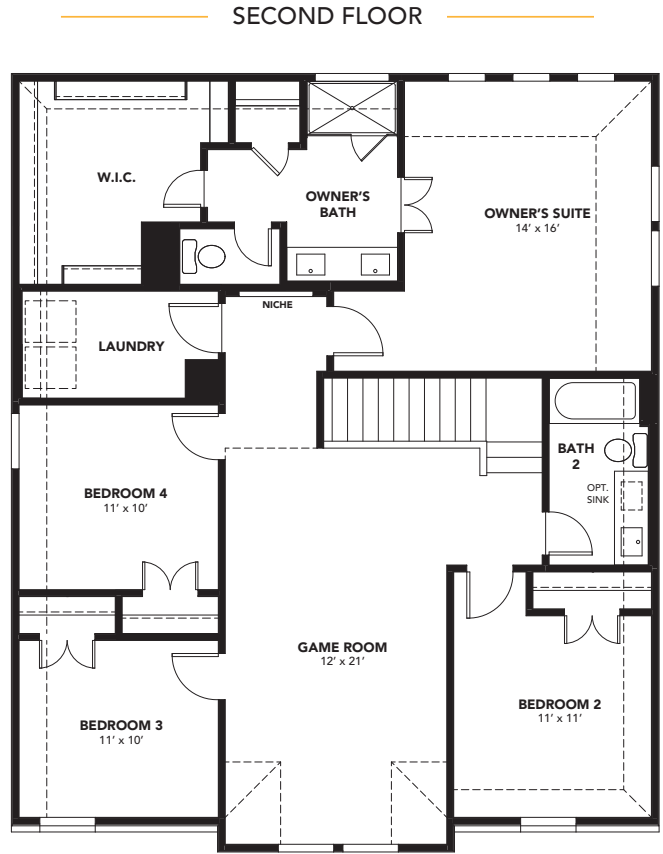 SECOND FLOOR
W.I.C.
OWNER'S
BATH
OWNER'S SUITE
14' x 16'
NICHE
LAUNDRY
BATH
2
OPT.
SINK
BEDROOM 4
11' x 10'
GAME ROOM
12' x 21'
BEDROOM 2
11' x 11'
BEDROOM 3
11' x 10'